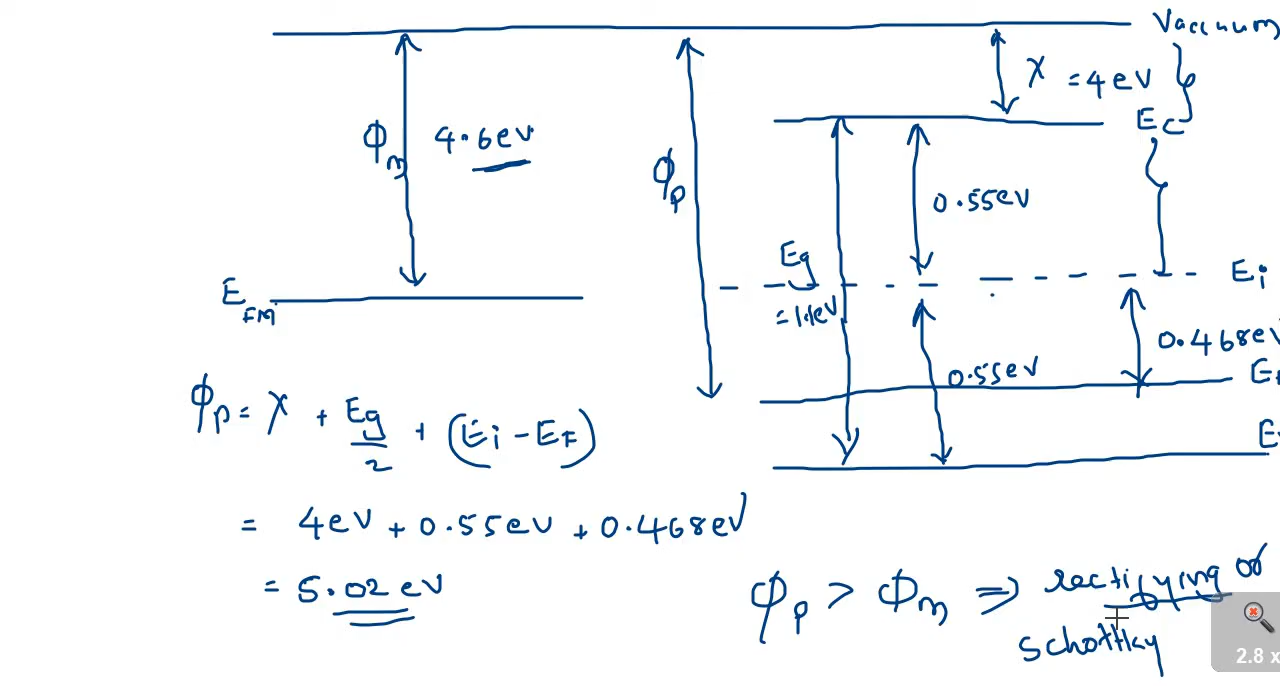 Vaccnum
χ = 4eV
Ec
ϕm 4.6eV
ϕp
0.55eV
Eg
= 1.1eV
Ei
EFM
0.468eV
0.55eV
ϕp = χ + Eg/2 + (Ei - EF)
= 4eV + 0.55eV + 0.468eV
= 5.02 eV
ϕp > ϕm ⇒ rectifying or
schottky
2.8 x